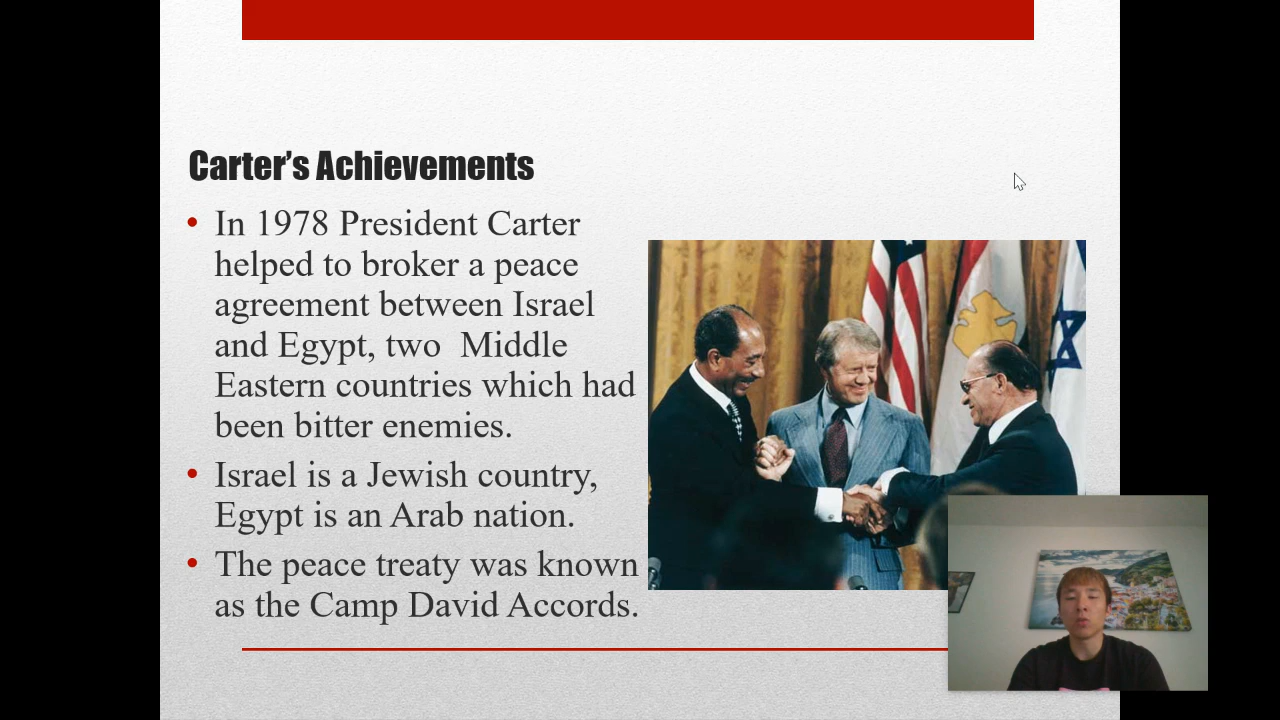 Carter’s Achievements
• In 1978 President Carter
helped to broker a peace
agreement between Israel
and Egypt, two  Middle
Eastern countries which had
been bitter enemies.
• Israel is a Jewish country,
Egypt is an Arab nation.
• The peace treaty was known
as the Camp David Accords.